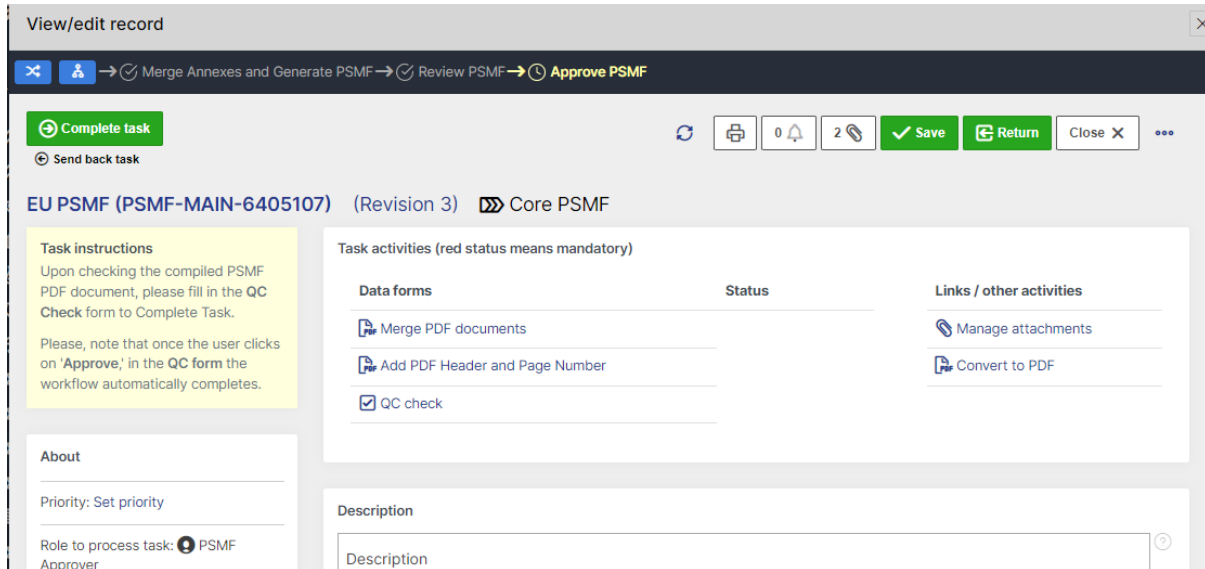 View/edit record
Merge Annexes and Generate PSMF Review PSMF Approve PSMF
Complete task
Send back task
0 2 Save Return Close X
EU PSMF (PSMF-MAIN-6405107) (Revision 3) Core PSMF
Task instructions
Upon checking the compiled PSMF
PDF document, please fill in the QC
Check form to Complete Task.
Please, note that once the user clicks
on 'Approve,' in the QC form the
workflow automatically completes.
Task activities (red status means mandatory)
Data forms Status Links / other activities
Merge PDF documents Manage attachments
Add PDF Header and Page Number Convert to PDF
QC check
About
Priority: Set priority
Role to process task: PSMF
Approver
Description
Description